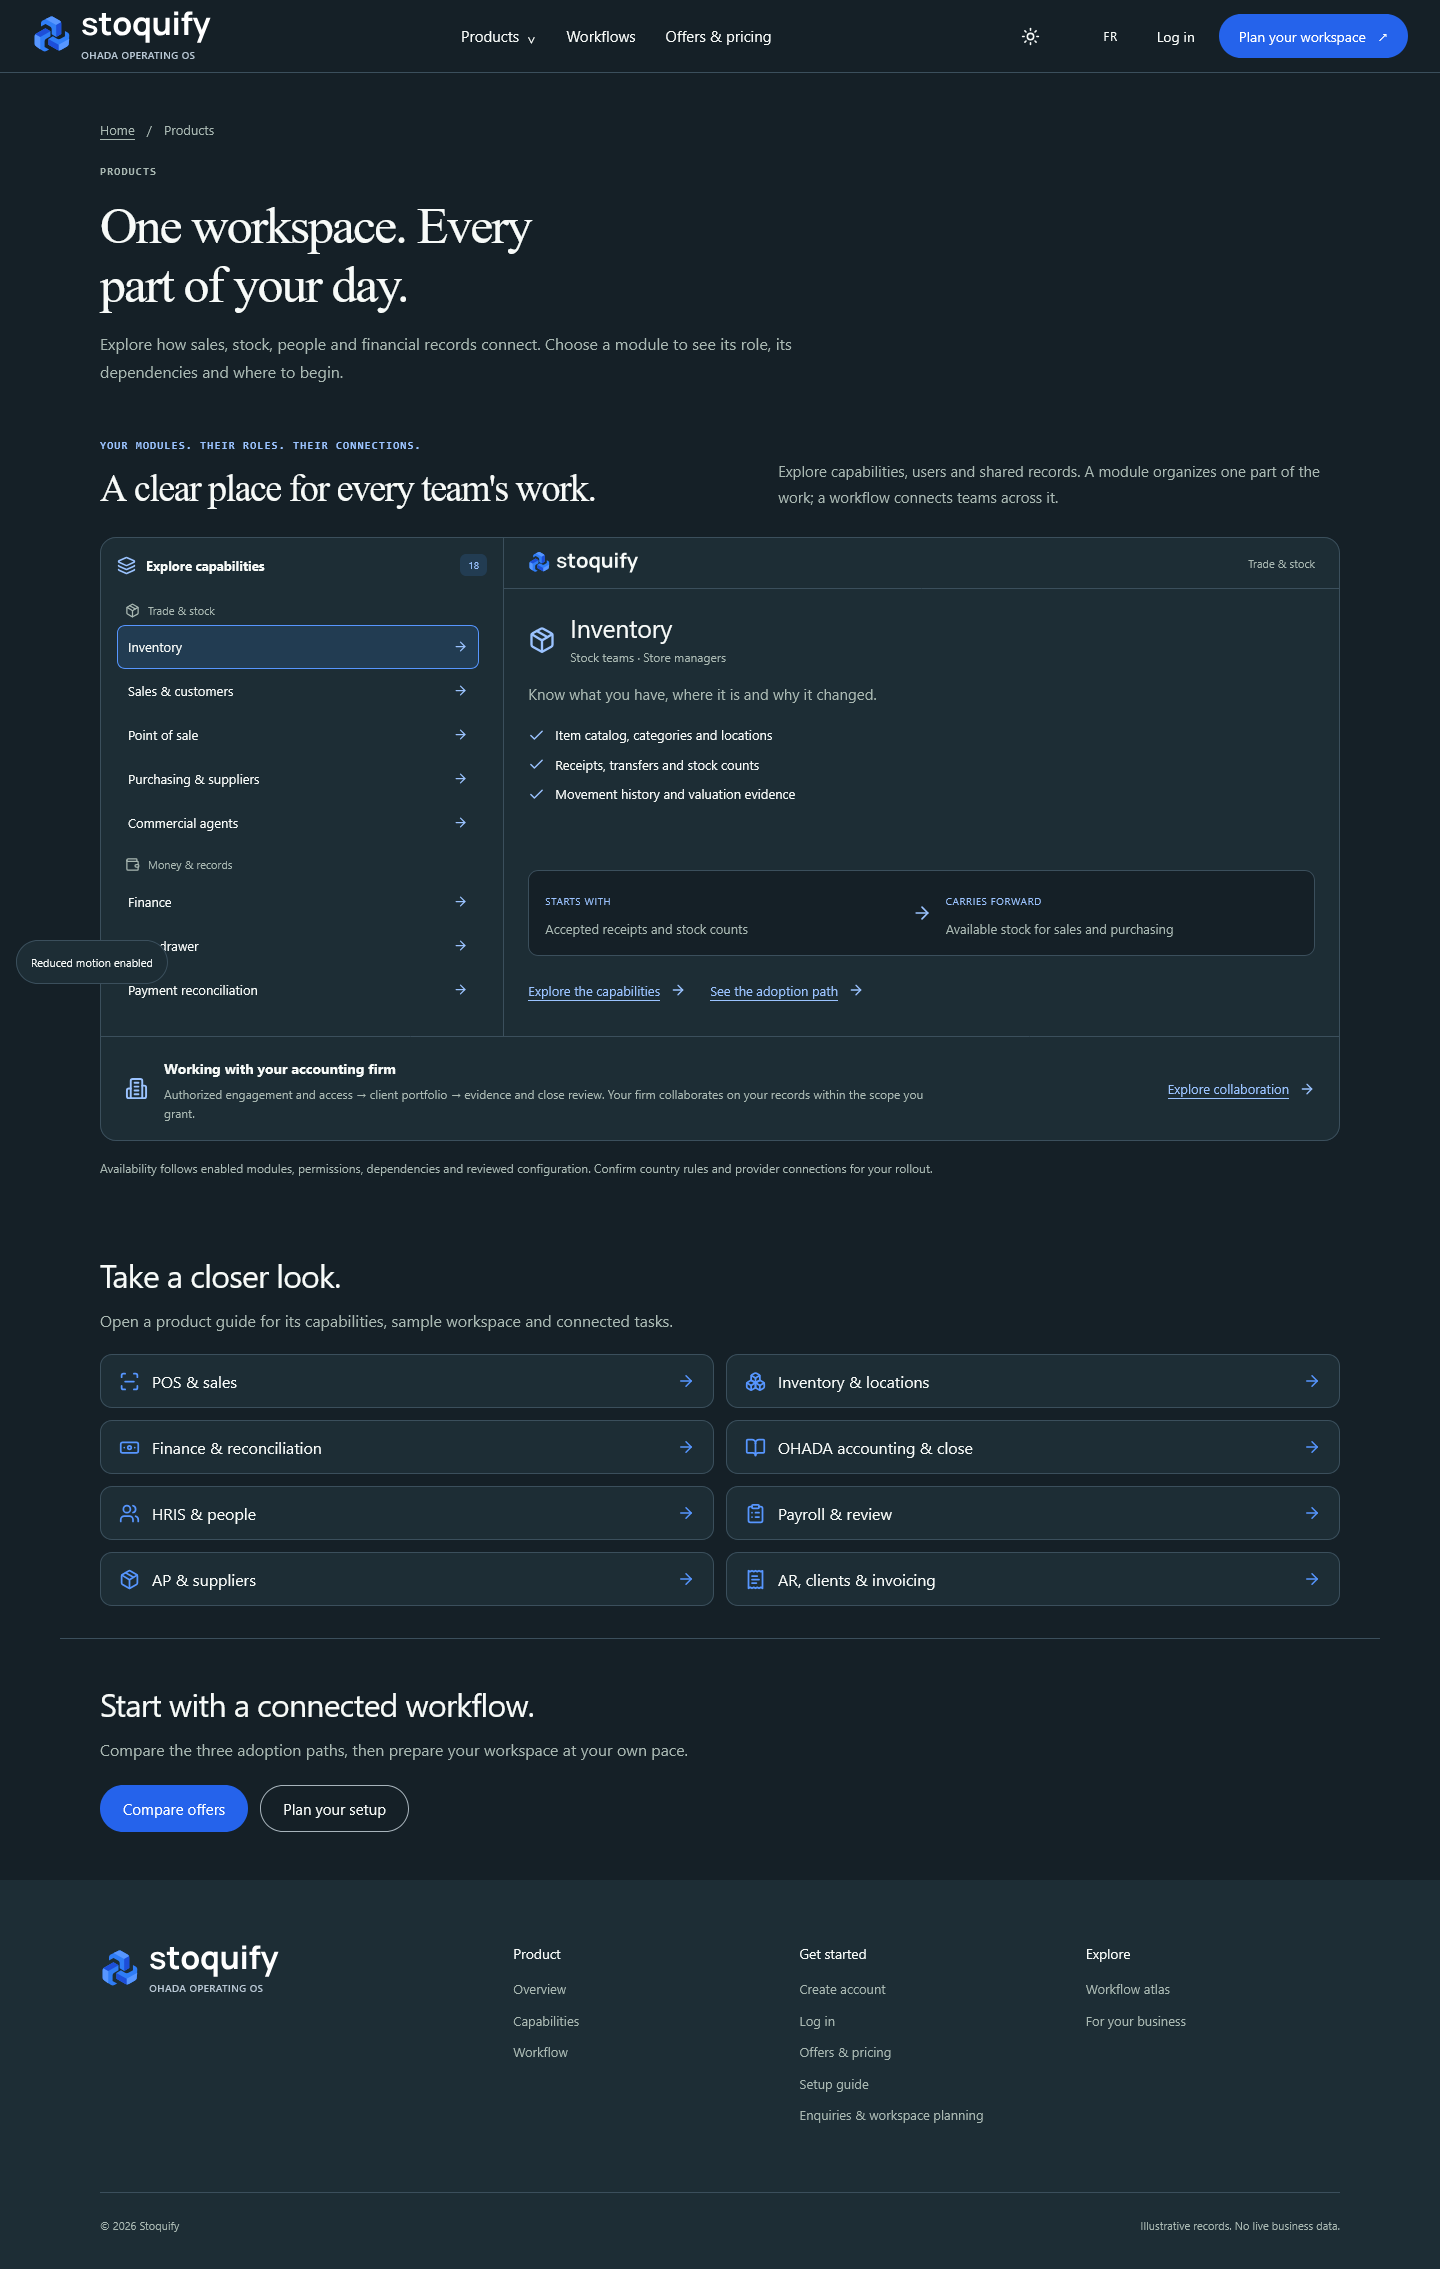 stoquify
OHADA OPERATING OS
Products
Workflows
Offers & pricing
FR
Log in
Plan your workspace ↗
Home / Products
PRODUCTS
One workspace. Every
part of your day.
Explore how sales, stock, people and financial records connect. Choose a module to see its role, its
dependencies and where to begin.
YOUR MODULES. THEIR ROLES. THEIR CONNECTIONS.
A clear place for every team's work.
Explore capabilities, users and shared records. A module organizes one part of the
work; a workflow connects teams across it.
Explore capabilities
18
Trade & stock
Inventory
Sales & customers
Point of sale
Purchasing & suppliers
Commercial agents
Money & records
Finance
drawer
Reduced motion enabled
Payment reconciliation
stoquify
Trade & stock
Inventory
Stock teams · Store managers
Know what you have, where it is and why it changed.
Item catalog, categories and locations
Receipts, transfers and stock counts
Movement history and valuation evidence
STARTS WITH
Accepted receipts and stock counts
CARRIES FORWARD
Available stock for sales and purchasing
Explore the capabilities
See the adoption path
Working with your accounting firm
Authorized engagement and access → client portfolio → evidence and close review. Your firm collaborates on your records within the scope you
grant.
Explore collaboration
Availability follows enabled modules, permissions, dependencies and reviewed configuration. Confirm country rules and provider connections for your rollout.
Take a closer look.
Open a product guide for its capabilities, sample workspace and connected tasks.
POS & sales
Inventory & locations
Finance & reconciliation
OHADA accounting & close
HRIS & people
Payroll & review
AP & suppliers
AR, clients & invoicing
Start with a connected workflow.
Compare the three adoption paths, then prepare your workspace at your own pace.
Compare offers
Plan your setup
stoquify
OHADA OPERATING OS
Product
Overview
Capabilities
Workflow
Get started
Create account
Log in
Offers & pricing
Setup guide
Enquiries & workspace planning
Explore
Workflow atlas
For your business
© 2026 Stoquify
Illustrative records. No live business data.